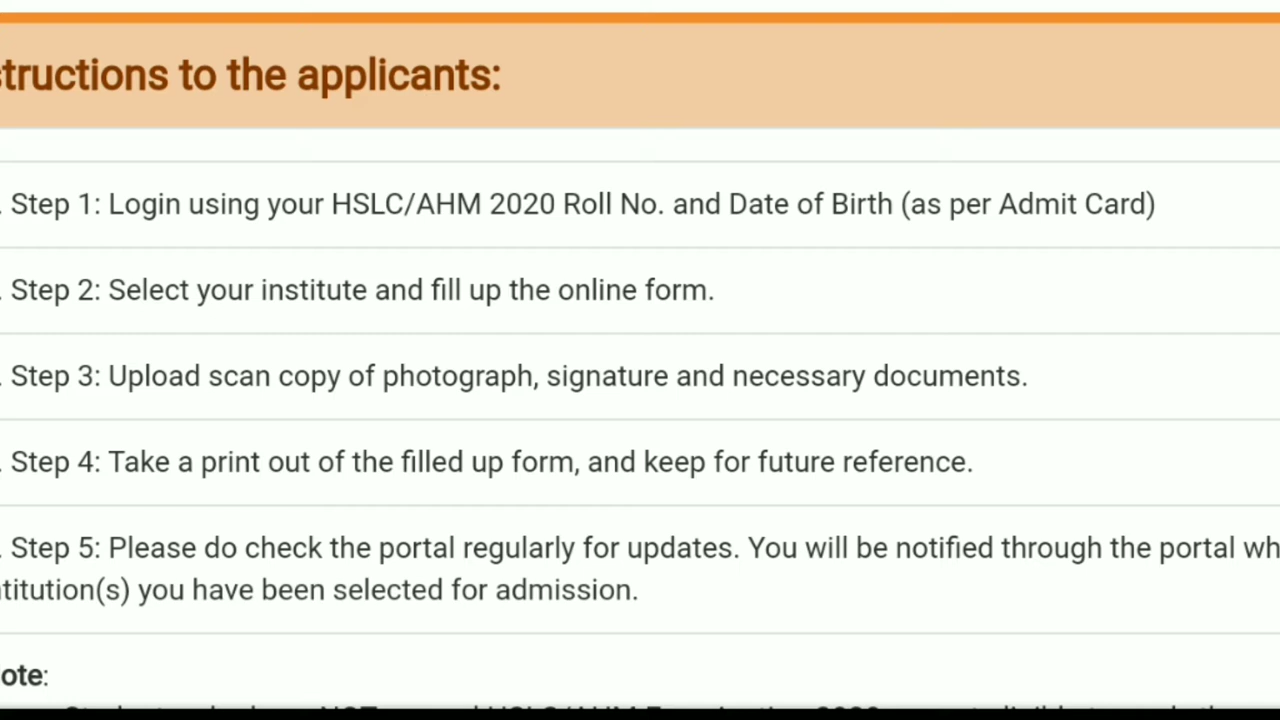 structions to the applicants:
. Step 1: Login using your HSLC/AHM 2020 Roll No. and Date of Birth (as per Admit Card)
. Step 2: Select your institute and fill up the online form.
. Step 3: Upload scan copy of photograph, signature and necessary documents.
. Step 4: Take a print out of the filled up form, and keep for future reference.
. Step 5: Please do check the portal regularly for updates. You will be notified through the portal wh
titution(s) you have been selected for admission.
ote: